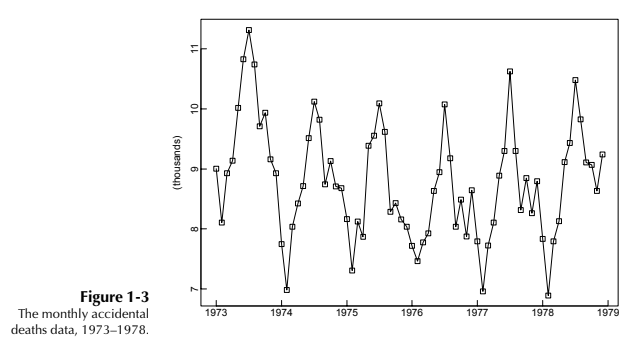 (thousands)
11
10
9
8
7
1973 1974 1975 1976 1977 1978 1979
Figure 1-3
The monthly accidental
deaths data, 1973–1978.